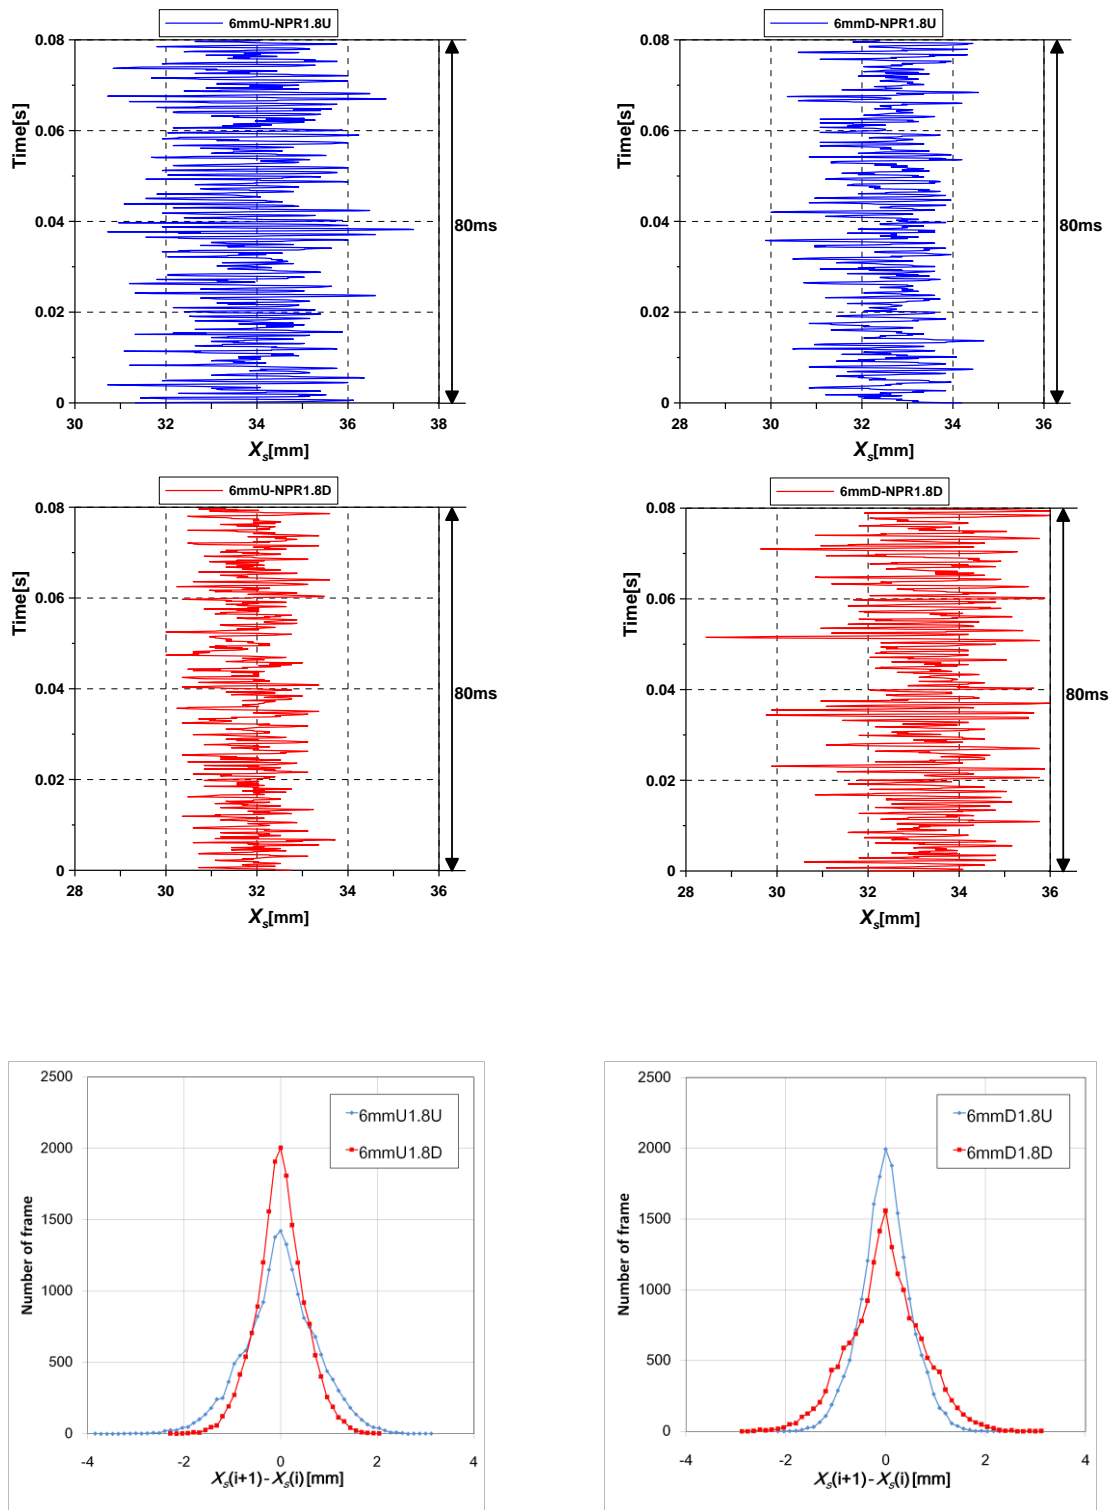 6mmU-NPR1.8U
0.08
0.06
0.04
0.02
0
Time[s]
80ms
30 32 34 36 38
Xs[mm]
6mmD-NPR1.8U
0.08
0.06
0.04
0.02
0
Time[s]
80ms
28 30 32 34 36
Xs[mm]
6mmU-NPR1.8D
0.08
0.06
0.04
0.02
0
Time[s]
80ms
28 30 32 34 36 38
Xs[mm]
6mmD-NPR1.8D
0.08
0.06
0.04
0.02
0
Time[s]
80ms
28 30 32 34 36
Xs[mm]
2500
2000
1500
1000
500
0
Number of frame
6mmU1.8U
6mmU1.8D
-4 -2 0 2 4
Xs(i+1)-Xs(i)[mm]
2500
2000
1500
1000
500
0
Number of frame
6mmD1.8U
6mmD1.8D
-4 -2 0 2 4
Xs(i+1)-Xs(i)[mm]